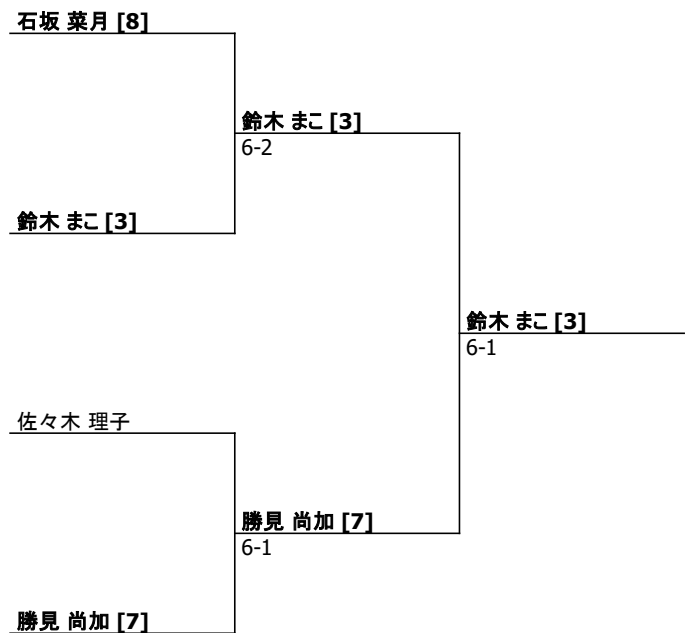 石坂 菜月 [8]
鈴木 まこ [3]
6-2
鈴木 まこ [3]
鈴木 まこ [3]
6-1
佐々木 理子
勝見 尚加 [7]
6-1
勝見 尚加 [7]